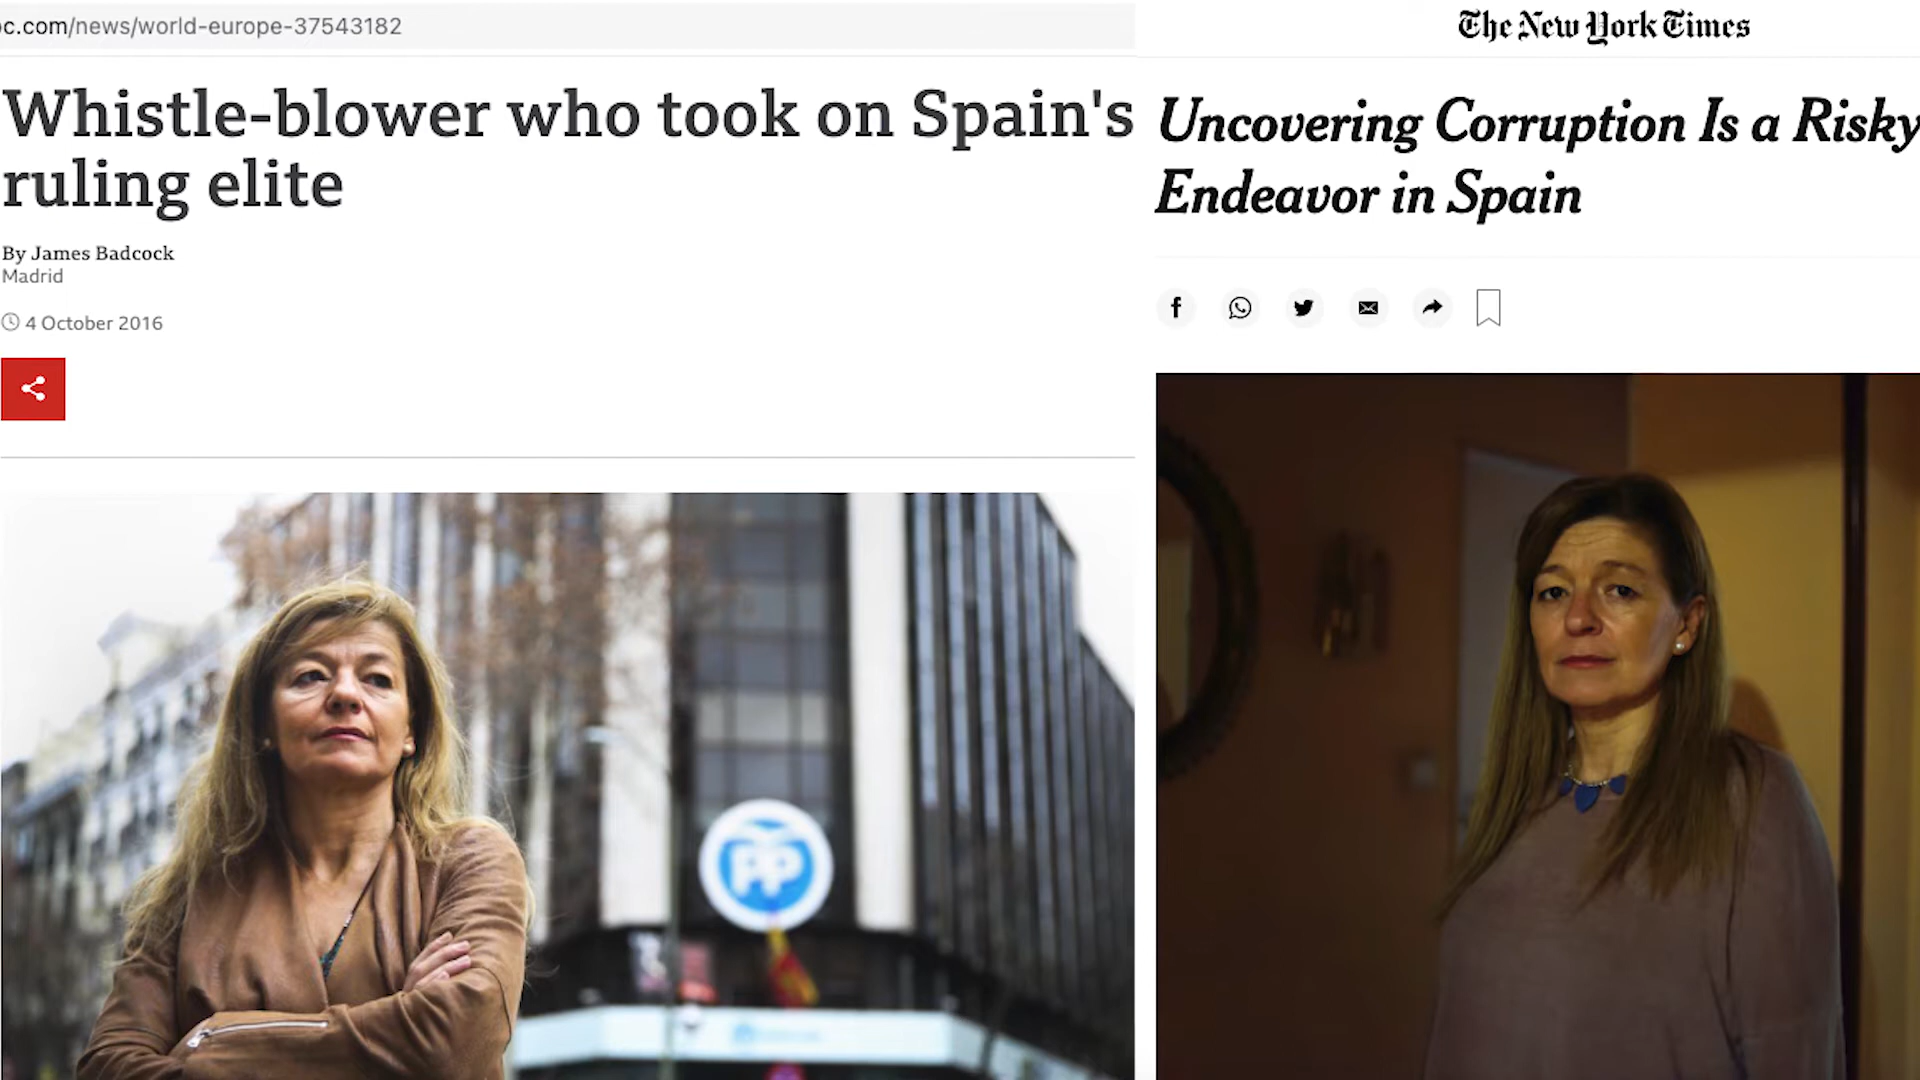 c.com/news/world-europe-37543182
Whistle-blower who took on Spain's
ruling elite
By James Badcock
Madrid
4 October 2016
PP
The New York Times
Uncovering Corruption Is a Risky
Endeavor in Spain